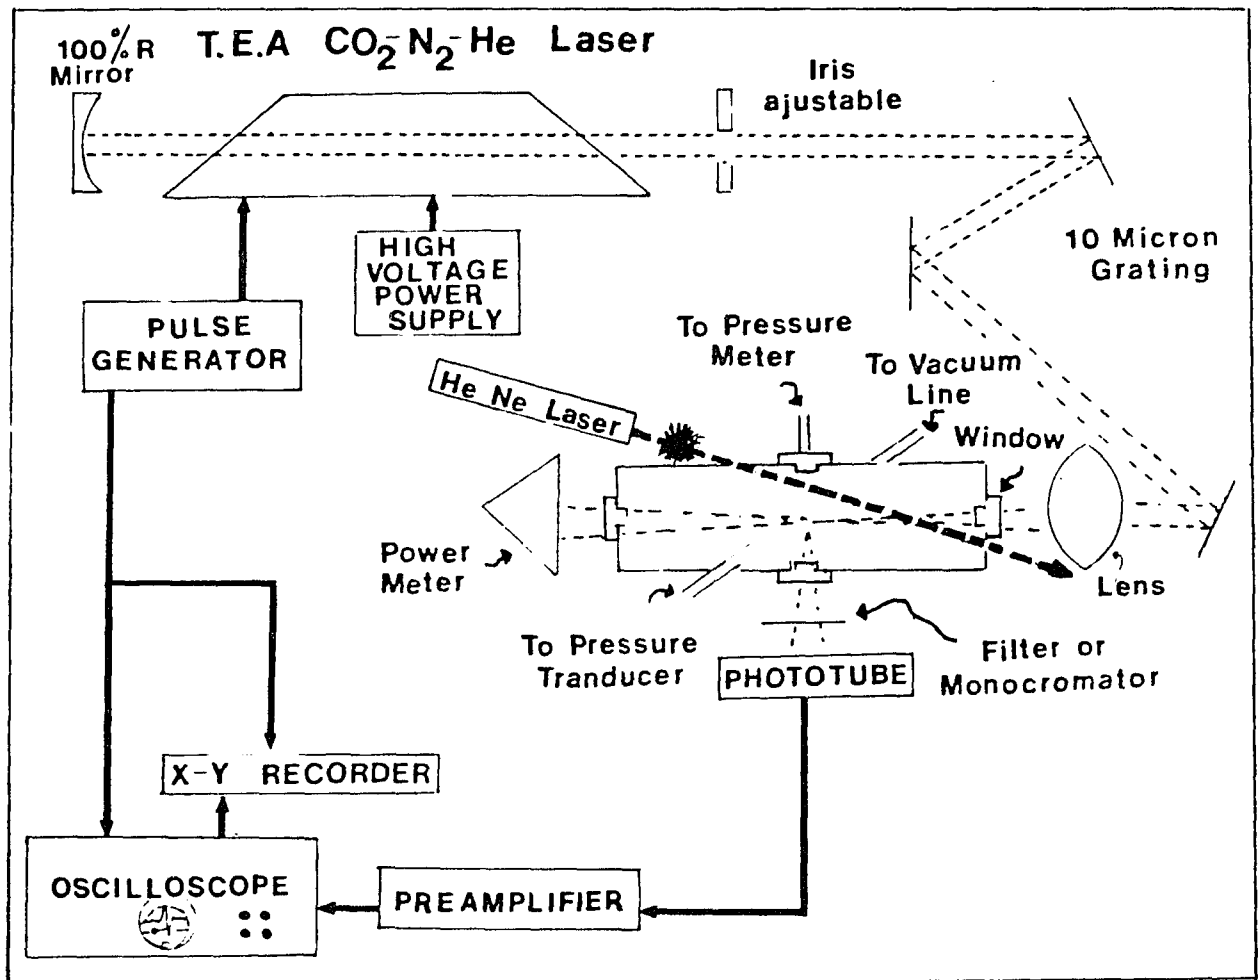 T.E.A CO2-N2-He Laser
100%R
Mirror
Iris
ajustable
10 Micron
Grating
HIGH
VOLTAGE
POWER
SUPPLY
PULSE
GENERATOR
To Pressure
Meter
To Vacuum
Line
He Ne Laser
Window
Power
Meter
Lens
To Pressure
Tranducer
PHOTOTUBE
Filter or
Monocromator
X-Y RECORDER
OSCILLOSCOPE
PREAMPLIFIER